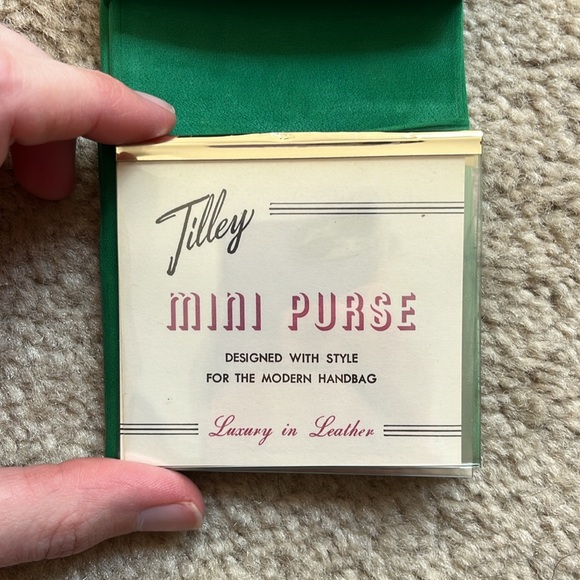 Tilley
MINI PURSE
DESIGNED WITH STYLE
FOR THE MODERN HANDBAG
Luxury in Leather